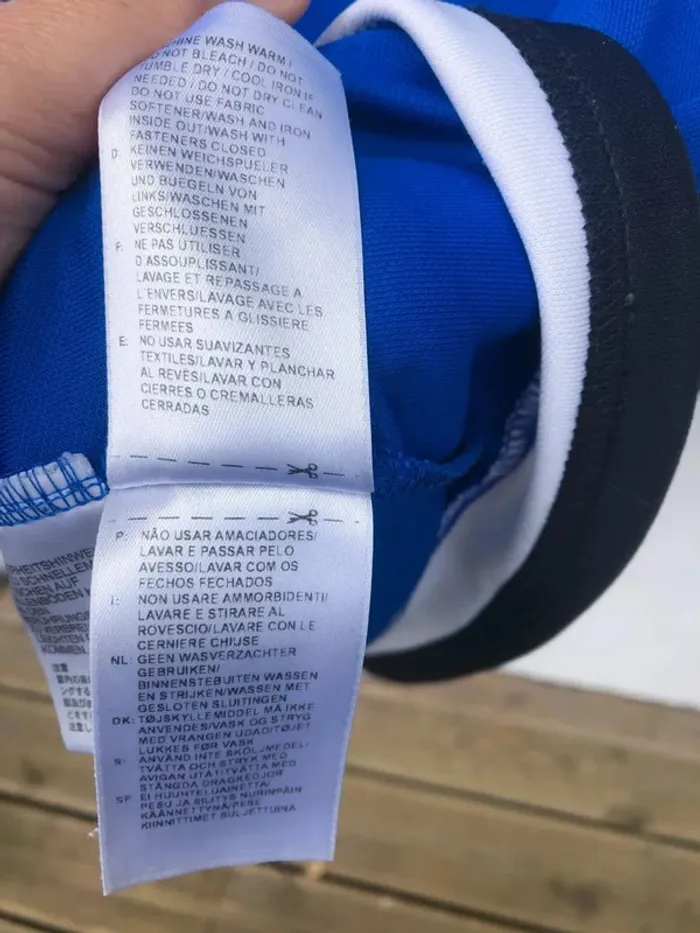 MACHINE WASH WARM/
DO NOT BLEACH / DO NOT
TUMBLE DRY / COOL IRON IF
NEEDED / DO NOT DRY CLEAN
DO NOT USE FABRIC
SOFTENER/WASH AND IRON
INSIDE OUT/WASH WITH
FASTENERS CLOSED
D: KEINEN WEICHSPUELER
VERWENDEN/WASCHEN
UND BUEGELN VON
LINKS/WASCHEN MIT
GESCHLOSSENEN
VERSCHLUESSEN
F: NE PAS UTILISER
D'ASSOUPLISSANT/
LAVAGE ET REPASSAGE A
L'ENVERS/LAVAGE AVEC LES
FERMETURES A GLISSIERE
FERMEES
E: NO USAR SUAVIZANTES
TEXTILES/LAVAR Y PLANCHAR
AL REVÉS/LAVAR CON
CIERRES O CREMALLERAS
CERRADAS
P: NÃO USAR AMACIADORES/
LAVAR E PASSAR PELO
AVESSO/LAVAR COM OS
FECHOS FECHADOS
I: NON USARE AMMORBIDENTI/
LAVARE E STIRARE AL
ROVESCIO/LAVARE CON LE
CERNIERE CHIUSE
NL: GEEN WASVERZACHTER
GEBRUIKEN/
BINNENSTEBUITEN WASSEN
EN STRIJKEN/WASSEN MET
GESLOTEN SLUITINGEN
DK: TØJSKYLLEMIDDEL MÅ IKKE
ANVENDES/VASK OG STRYG
MED VRANGEN UDAD/TØJET
LUKKES FØR VASK
S: ANVÄND INTE SKÖLJMEDEL/
TVÄTTA OCH STRYK MED
AVIGAN UTÅT/TVÄTTA MED
STÄNGDA DRAGKEDJOR
SF: EI HUUHTELUAINETTA/
PESU JA SILITYS NURINPÄIN
KÄÄNNETTYNÄ/PESE
KIINNITTIMET SULJETTUINA